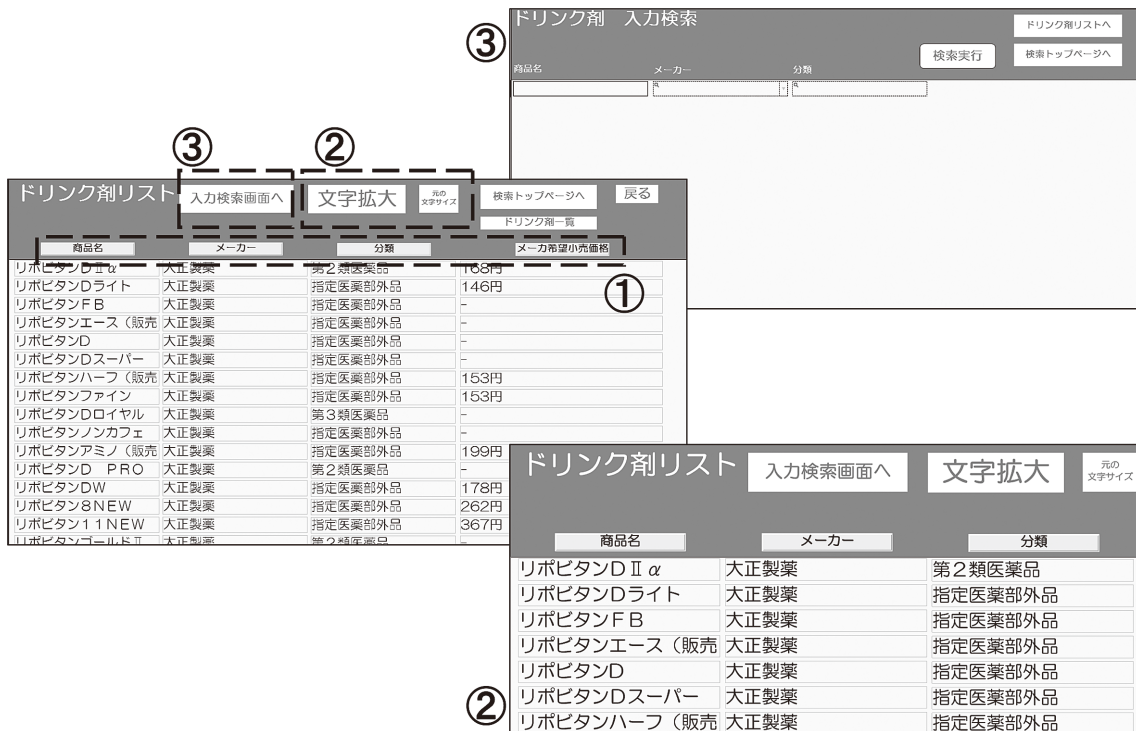 ③
ドリンク剤 入力検索
ドリンク剤リストへ
検索実行
検索トップページへ
商品名 メーカー 分類
③ ②
ドリンク剤リスト 入力検索画面へ 文字拡大 元の文字サイズ 検索トップページへ 戻る
ドリンク剤一覧
商品名 メーカー 分類 メーカ希望小売価格
①
リポビタンDⅡα 大正製薬 第2類医薬品 168円
リポビタンDライト 大正製薬 指定医薬部外品 146円
リポビタンFB 大正製薬 指定医薬部外品 -
リポビタンエース(販売 大正製薬 指定医薬部外品 -
リポビタンD 大正製薬 指定医薬部外品 -
リポビタンDスーパー 大正製薬 指定医薬部外品 -
リポビタンハーフ(販売 大正製薬 指定医薬部外品 153円
リポビタンファイン 大正製薬 指定医薬部外品 153円
リポビタンDロイヤル 大正製薬 第3類医薬品 -
リポビタンノンカフェ 大正製薬 指定医薬部外品 -
リポビタンアミノ(販売 大正製薬 指定医薬部外品 199円
リポビタンD PRO 大正製薬 第2類医薬品 -
リポビタンDW 大正製薬 指定医薬部外品 178円
リポビタン8NEW 大正製薬 指定医薬部外品 262円
リポビタン11NEW 大正製薬 指定医薬部外品 367円
リポビタンゴールドⅡ 大正製薬 第2類医薬品 -
ドリンク剤リスト 入力検索画面へ 文字拡大 元の文字サイズ
商品名 メーカー 分類
リポビタンDⅡα 大正製薬 第2類医薬品
リポビタンDライト 大正製薬 指定医薬部外品
リポビタンFB 大正製薬 指定医薬部外品
リポビタンエース(販売 大正製薬 指定医薬部外品
リポビタンD 大正製薬 指定医薬部外品
リポビタンDスーパー 大正製薬 指定医薬部外品
②
リポビタンハーフ(販売 大正製薬 指定医薬部外品